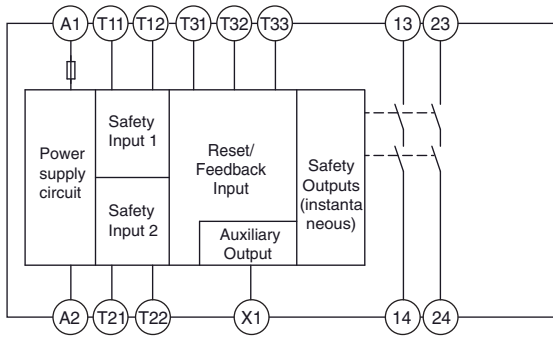 A1 T11 T12 T31 T32 T33 13 23
Power
supply
circuit
Safety
Input 1
Safety
Input 2
Reset/
Feedback
Input
Auxiliary
Output
Safety
Outputs
(instanta
neous)
A2 T21 T22 X1 14 24